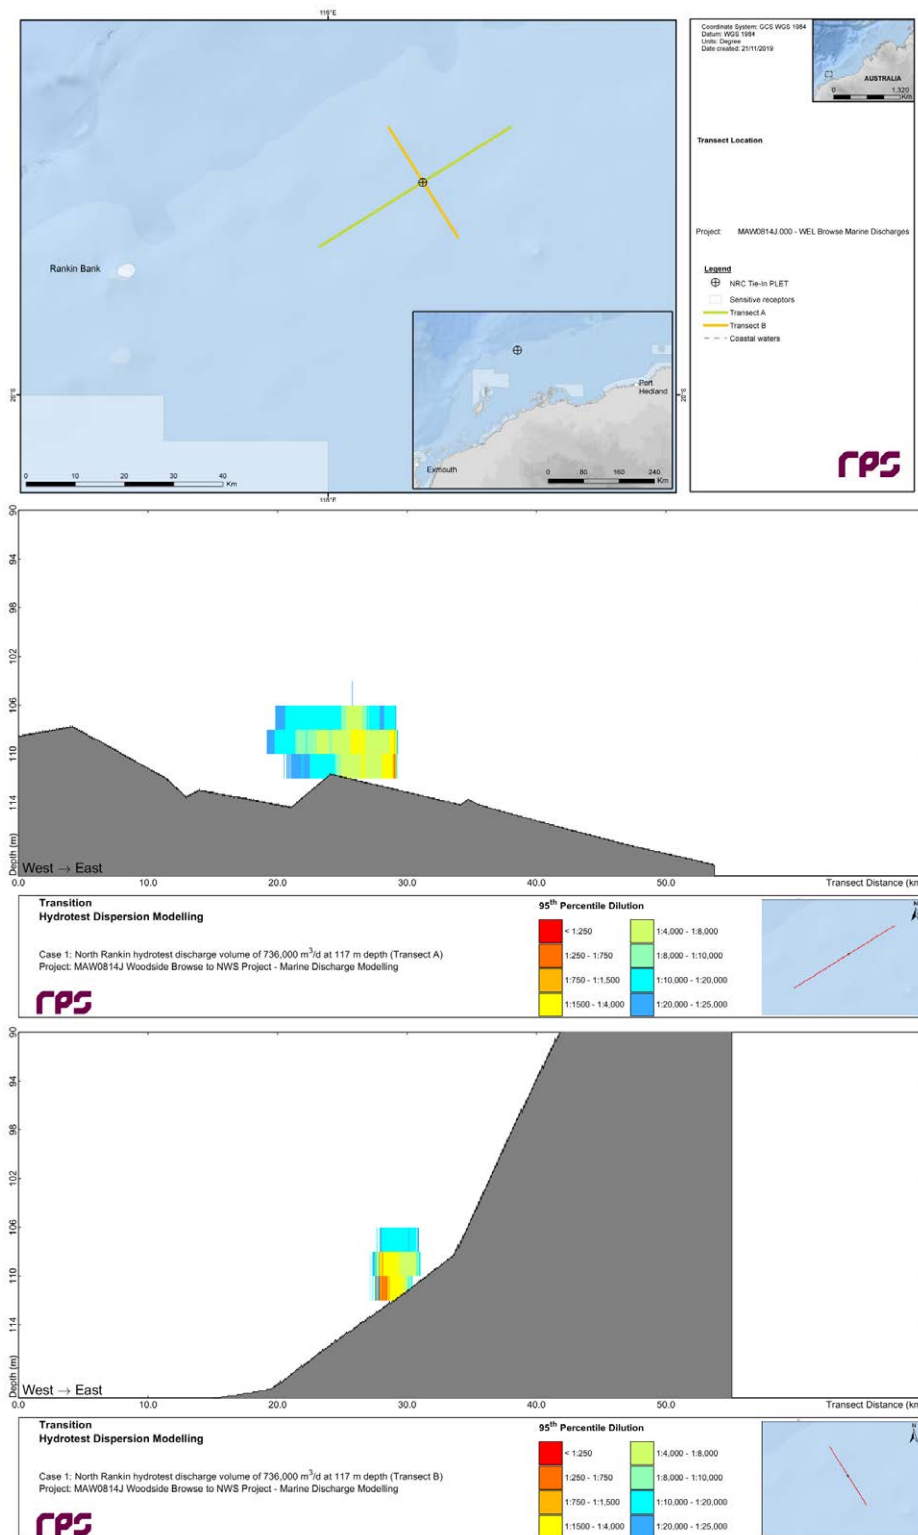 116°E
Rankin Bank
20°S
20°S
0 10 20 30 40
Km
116°E
Port
Hedland
Exmouth
0 80 160 240
Km
Coordinate System: GCS WGS 1984
Datum: WGS 1984
Units: Degree
Date created: 21/11/2019
AUSTRALIA
0 1,320
Km
Transect Location
Project: MAW0814J.000 - WEL Browse Marine Discharges
Legend
NRC Tie-In PLET
Sensitive receptors
Transect A
Transect B
Coastal waters
rps
90
94
98
102
106
110
114
Depth (m)
West → East
0.0 10.0 20.0 30.0 40.0 50.0 Transect Distance (km
Transition
Hydrotest Dispersion Modelling
Case 1: North Rankin hydrotest discharge volume of 736,000 m³/d at 117 m depth (Transect A)
Project: MAW0814J Woodside Browse to NWS Project - Marine Discharge Modelling
rps
95th Percentile Dilution
< 1:250
1:250 - 1:750
1:750 - 1:1,500
1:1500 - 1:4,000
1:4,000 - 1:8,000
1:8,000 - 1:10,000
1:10,000 - 1:20,000
1:20,000 - 1:25,000
N
90
94
98
102
106
110
114
Depth (m)
West → East
0.0 10.0 20.0 30.0 40.0 50.0 Transect Distance (km
Transition
Hydrotest Dispersion Modelling
Case 1: North Rankin hydrotest discharge volume of 736,000 m³/d at 117 m depth (Transect B)
Project: MAW0814J Woodside Browse to NWS Project - Marine Discharge Modelling
rps
95th Percentile Dilution
< 1:250
1:250 - 1:750
1:750 - 1:1,500
1:1500 - 1:4,000
1:4,000 - 1:8,000
1:8,000 - 1:10,000
1:10,000 - 1:20,000
1:20,000 - 1:25,000
N